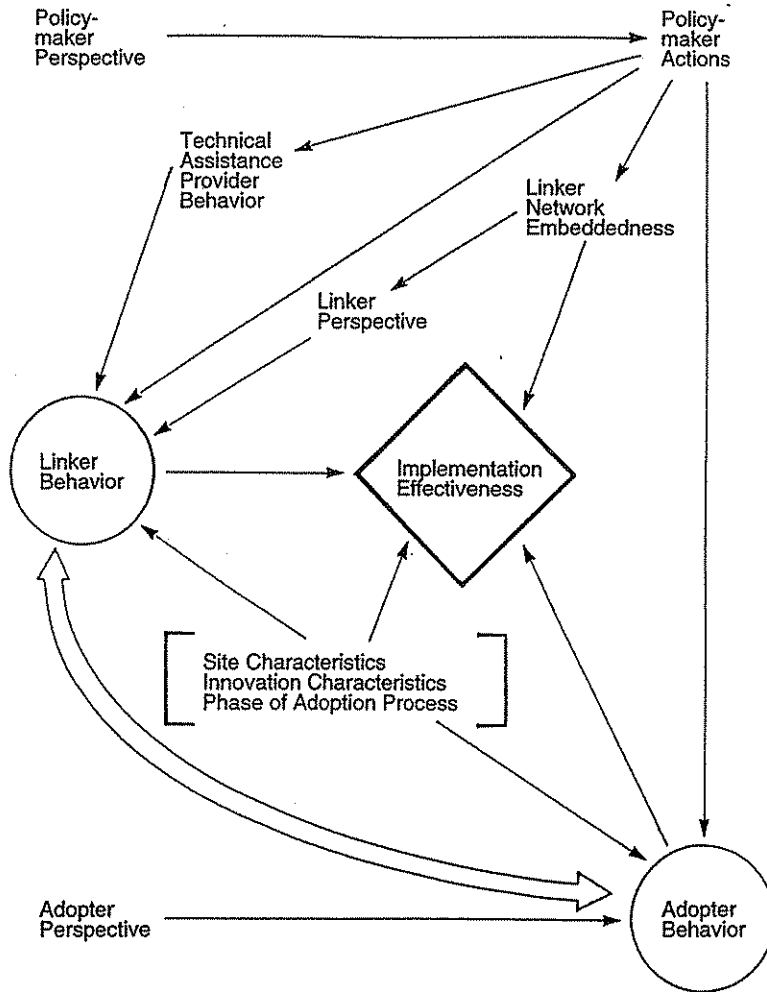 Policy-
maker
Perspective
Policy-
maker
Actions
Technical
Assistance
Provider
Behavior
Linker
Network
Embeddedness
Linker
Perspective
Linker
Behavior
Implementation
Effectiveness
Site Characteristics
Innovation Characteristics
Phase of Adoption Process
Adopter
Perspective
Adopter
Behavior